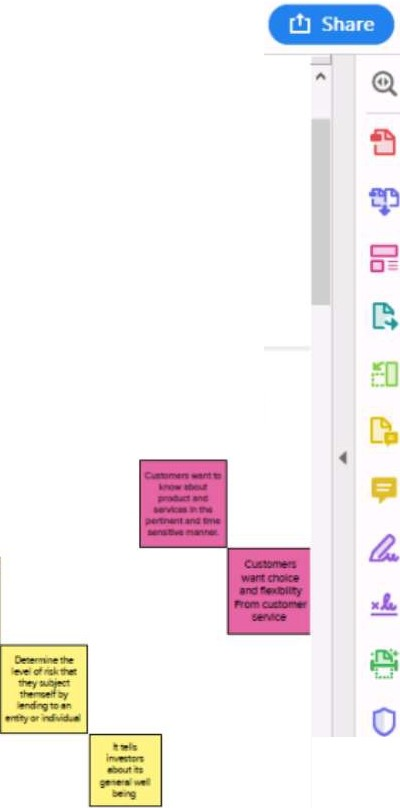 Share
Customers want to
know about
product and
services in the
pertinent and time
sensitive manner.
Customers
want choice
and flexibility
From customer
service
Determine the
level of risk that
they subject
themself by
lending to an
entity or individual
It tells
investors
about its
general well
being